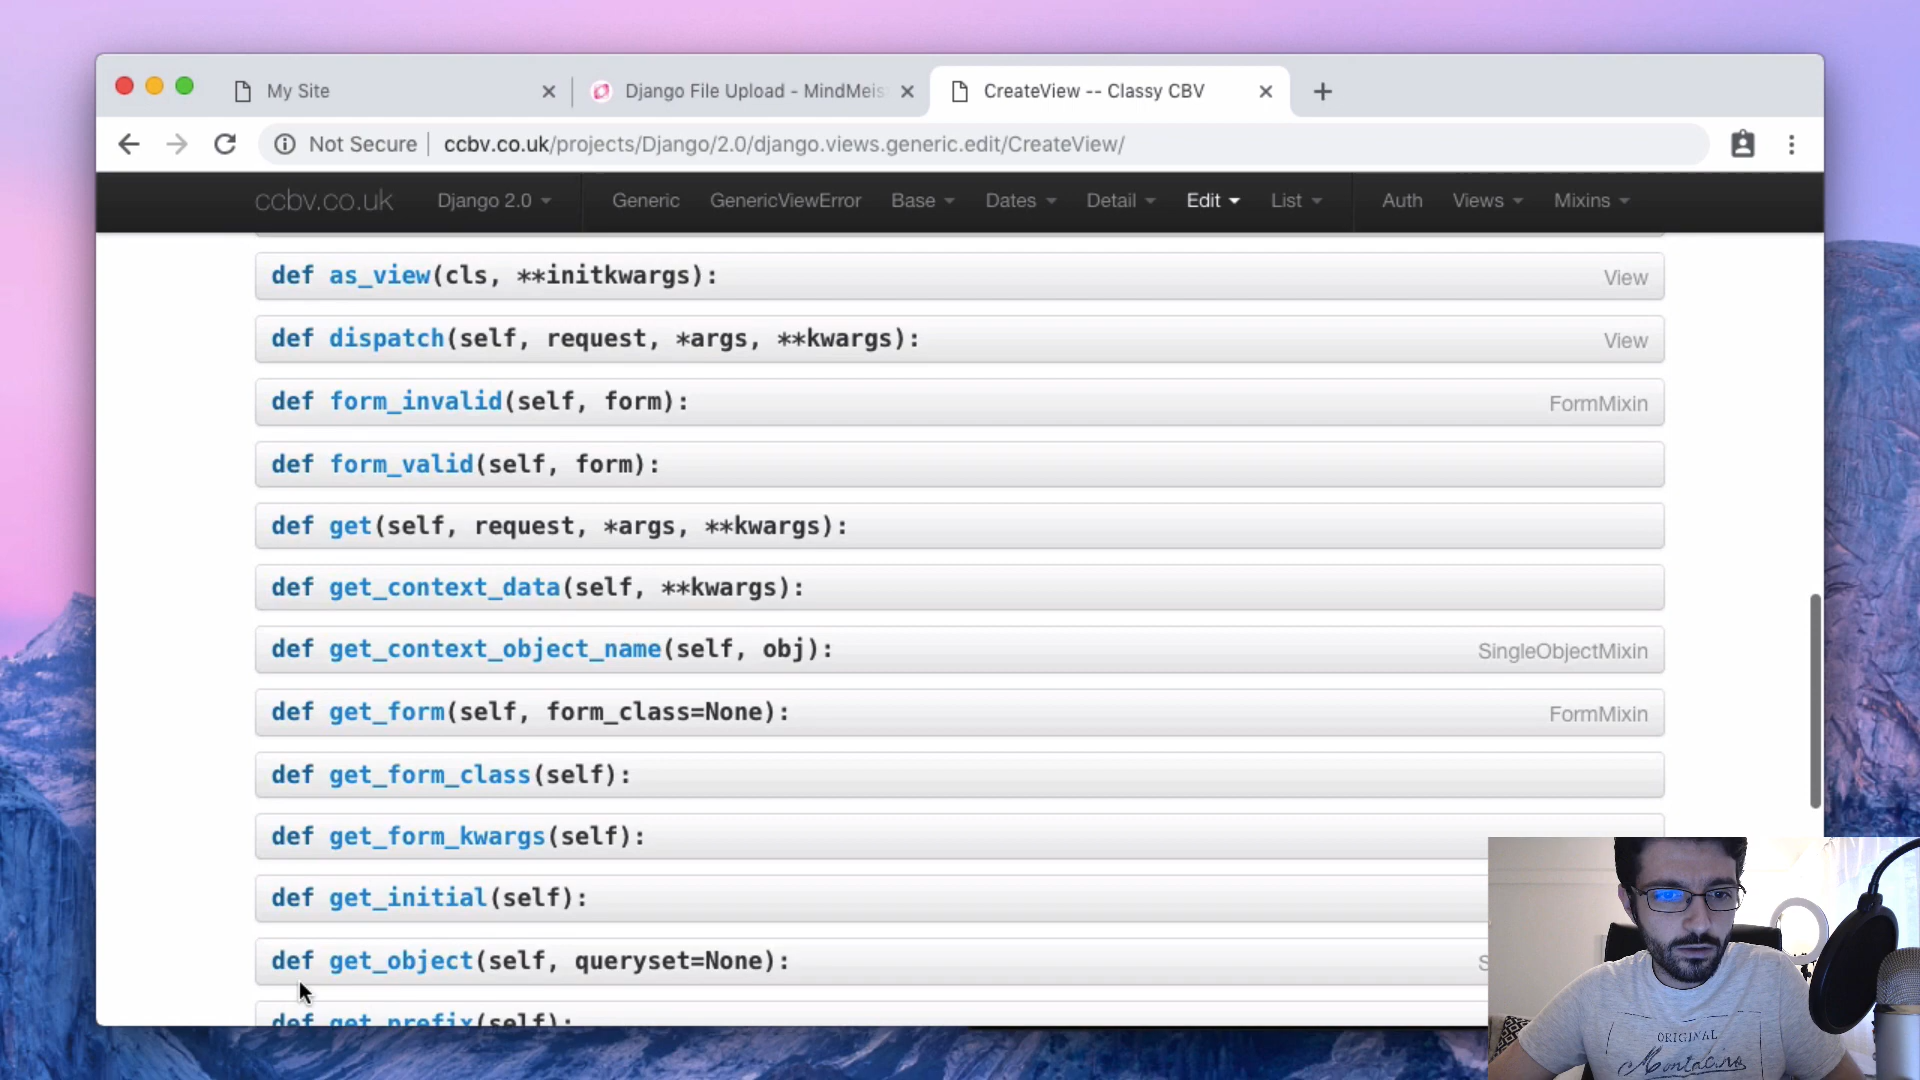 My Site
Django File Upload - MindMeis
CreateView -- Classy CBV
Not Secure
ccbv.co.uk/projects/Django/2.0/django.views.generic.edit/CreateView/
ccbv.co.uk Django 2.0 Generic GenericViewError Base Dates Detail Edit List Auth Views Mixins
def as_view(cls, **initkwargs): View
def dispatch(self, request, *args, **kwargs): View
def form_invalid(self, form): FormMixin
def form_valid(self, form):
def get(self, request, *args, **kwargs):
def get_context_data(self, **kwargs):
def get_context_object_name(self, obj): SingleObjectMixin
def get_form(self, form_class=None): FormMixin
def get_form_class(self):
def get_form_kwargs(self):
def get_initial(self):
def get_object(self, queryset=None): S
def get_prefix(self):
ORIGINAL